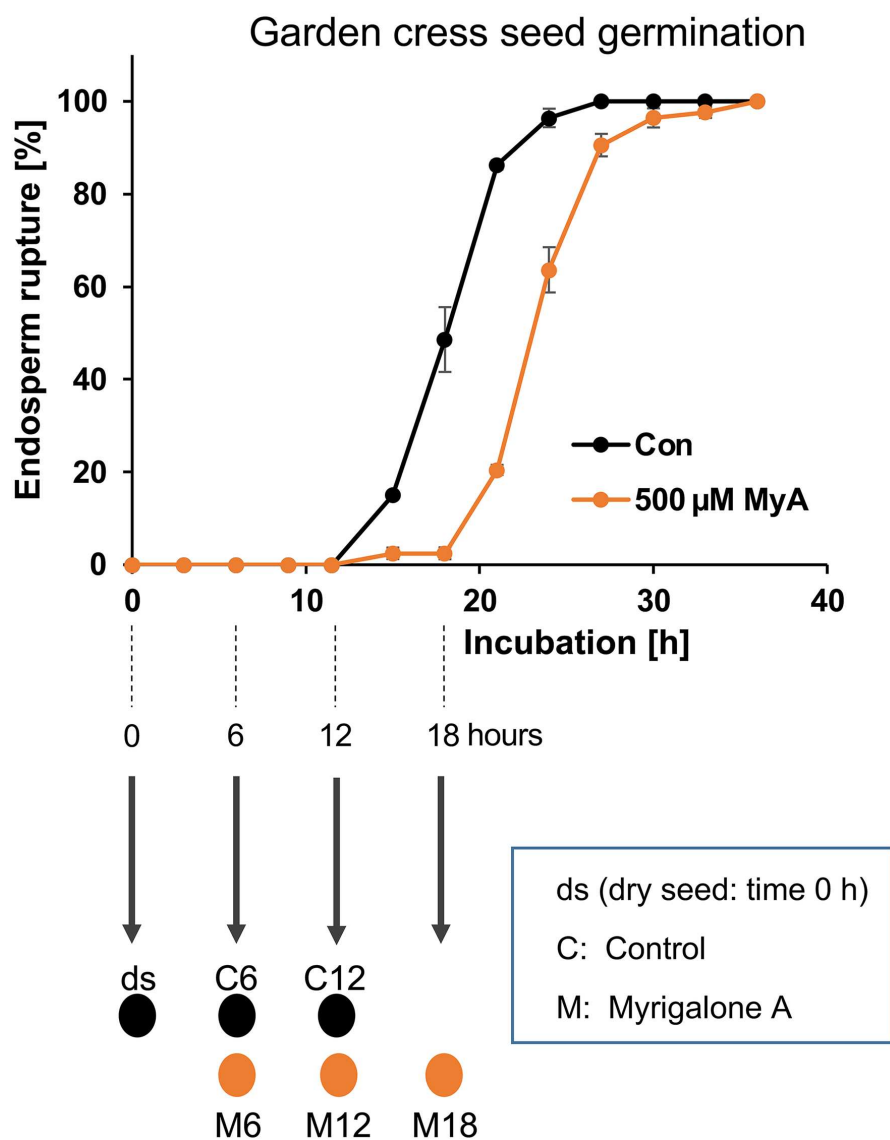 Garden cress seed germination
Endosperm rupture [%]
100
80
60
40
20
0
Con
500 µM MyA
0 10 20 30 40
Incubation [h]
0 6 12 18 hours
ds (dry seed: time 0 h)
C: Control
M: Myrigalone A
ds C6 C12
M6 M12 M18